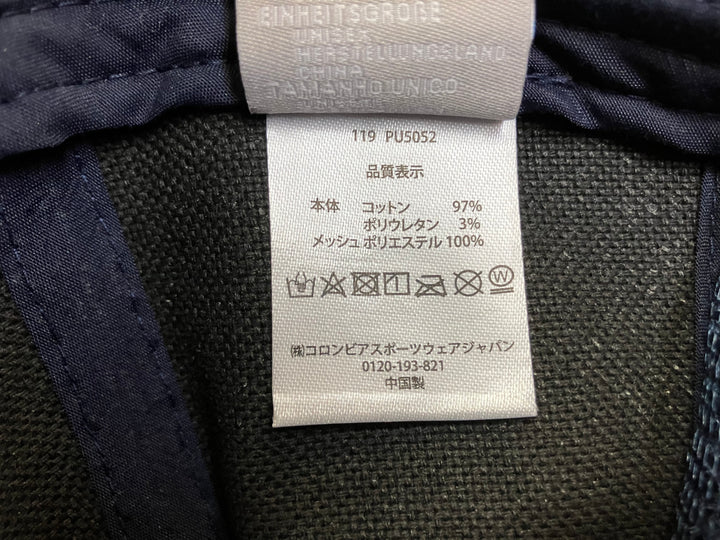 EINHEITSGRÖßE
UNISEX
HERSTELLUNGSLAND
CHINA
TAMANHO UNICO
119 PU5052
品質表示
本体 コットン 97%
ポリウレタン 3%
メッシュ ポリエステル 100%
W
㈱コロンビアスポーツウェアジャパン
0120-193-821
中国製